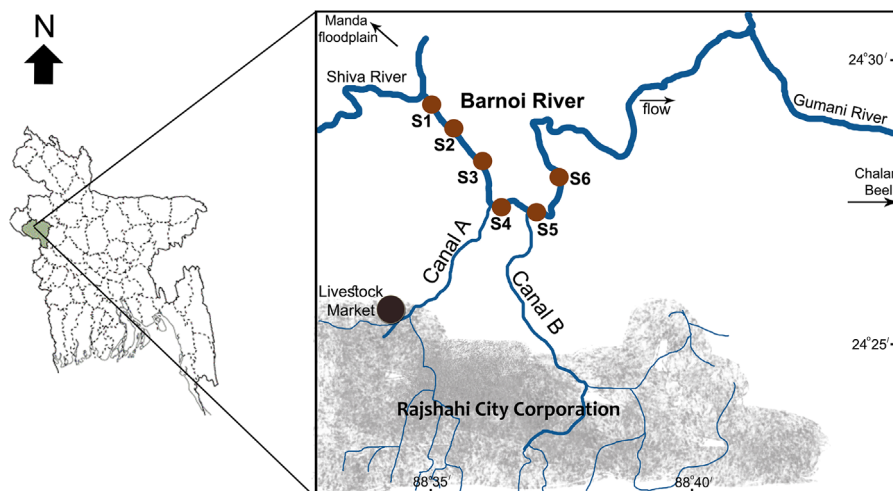 N
Manda
floodplain
Shiva River
Barnoi River
flow
24°30′
Gumani River
S1
S2
S3
S4
S5
S6
Chalan
Beel
Canal A
Canal B
Livestock
Market
24°25′
Rajshahi City Corporation
88°35′
88°40′